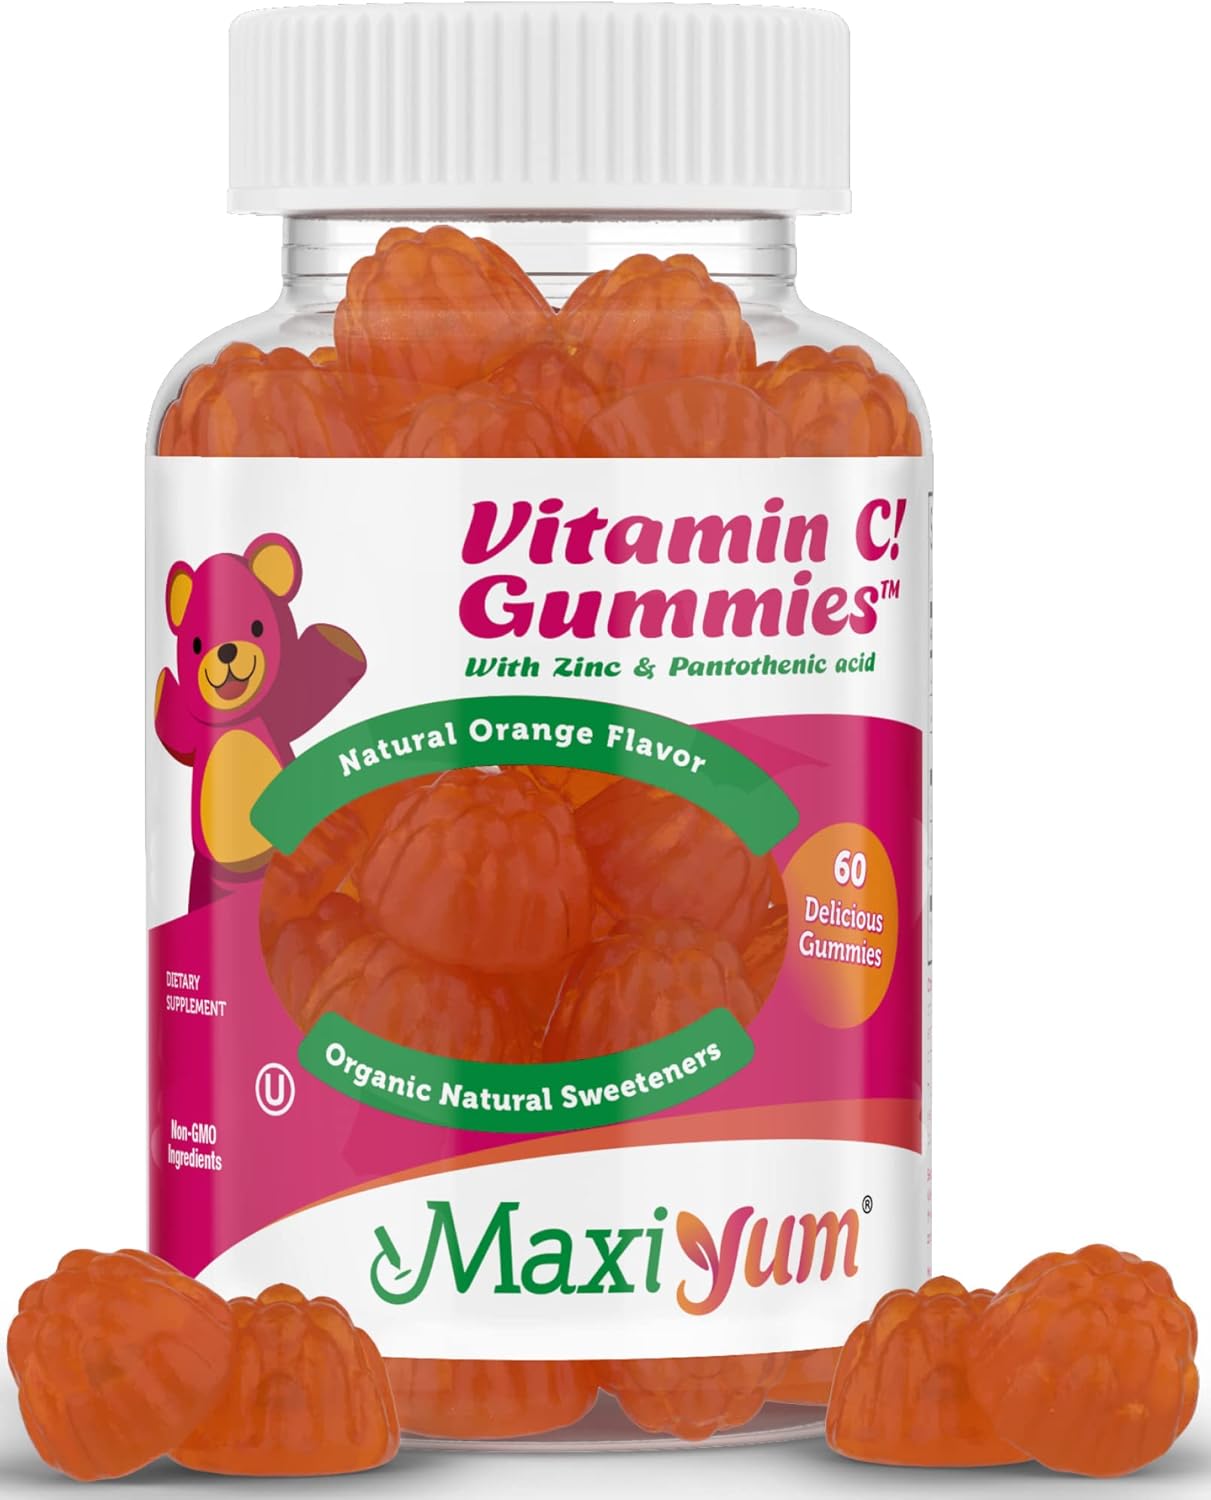 Vitamin C!
Gummies™
With Zinc & Pantothenic acid
Natural Orange Flavor
60
Delicious
Gummies
DIETARY
SUPPLEMENT
Organic Natural Sweeteners
U
Non-GMO
Ingredients
MaxiYum®